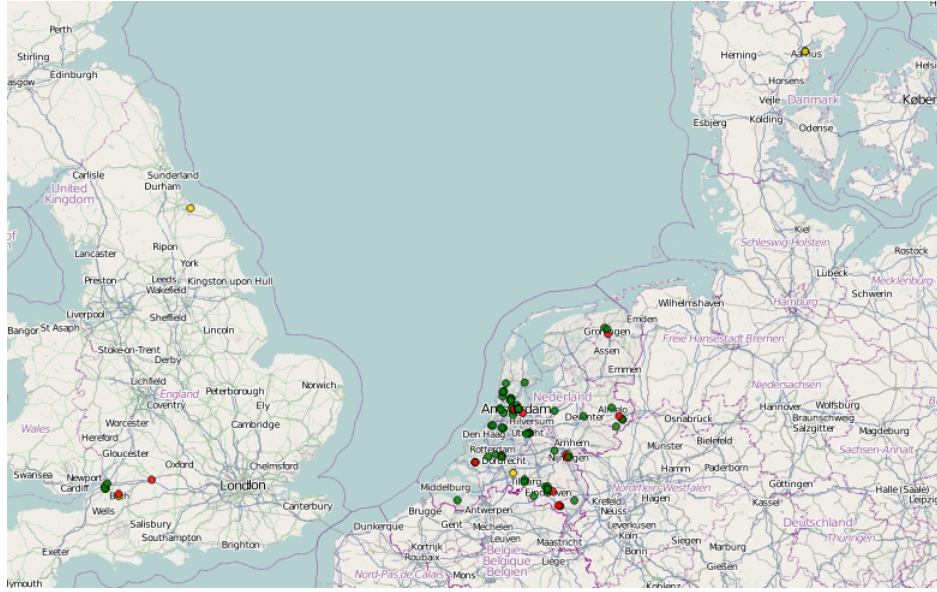 Perth
Stirling
Edinburgh
asgow
Herning
Aarhus
Horsens
Vejle
Danmark
Esbjerg
Kolding
Odense
Helsi
Køber
Carlisle
Sunderland
Durham
United
Kingdom
Ripon
Lancaster
York
Preston
Leeds
Wakefield
Kingston upon Hull
Bangor
St Asaph
Liverpool
Sheffield
Lincoln
Stoke-on-Trent
Derby
Lichfield
England
Coventry
Peterborough
Norwich
Ely
Cambridge
Wales
Worcester
Hereford
Gloucester
Oxford
Chelmsford
Swansea
Newport
Cardiff
Bath
London
Canterbury
Wells
Salisbury
Southampton
Brighton
Exeter
lymouth
Kiel
Schleswig-Holstein
Rostock
Lübeck
Mecklenburg-
Schwerin
Hamburg
Wilhelmshaven
Emden
Groningen
Freie Hansestadt Bremen
Assen
Emmen
Niedersachsen
Nederland
Amsterdam
Almelo
Deventer
Hilversum
Utrecht
Den Haag
Osnabrück
Hannover
Wolfsburg
Braunschweig
Salzgitter
Magdeburg
Rotterdam
Dordrecht
Arnhem
Nijmegen
Münster
Bielefeld
Sachsen-Anhalt
Hamm
Paderborn
Middelburg
Tilburg
Eindhoven
Nordrhein-Westfalen
Göttingen
Halle (Saale)
Leipzig
Brugge
Antwerpen
Krefeld
Hagen
Kassel
Neuss
Dunkerque
Gent
Mechelen
Leuven
Leverkusen
Deutschland
Thüringen
Kortrijk
Roubaix
België
Belgique
Belgien
Maastricht
Liège
Köln
Bonn
Siegen
Marburg
Gießen
Nord-Pas de Calais
Mons
Koblenz